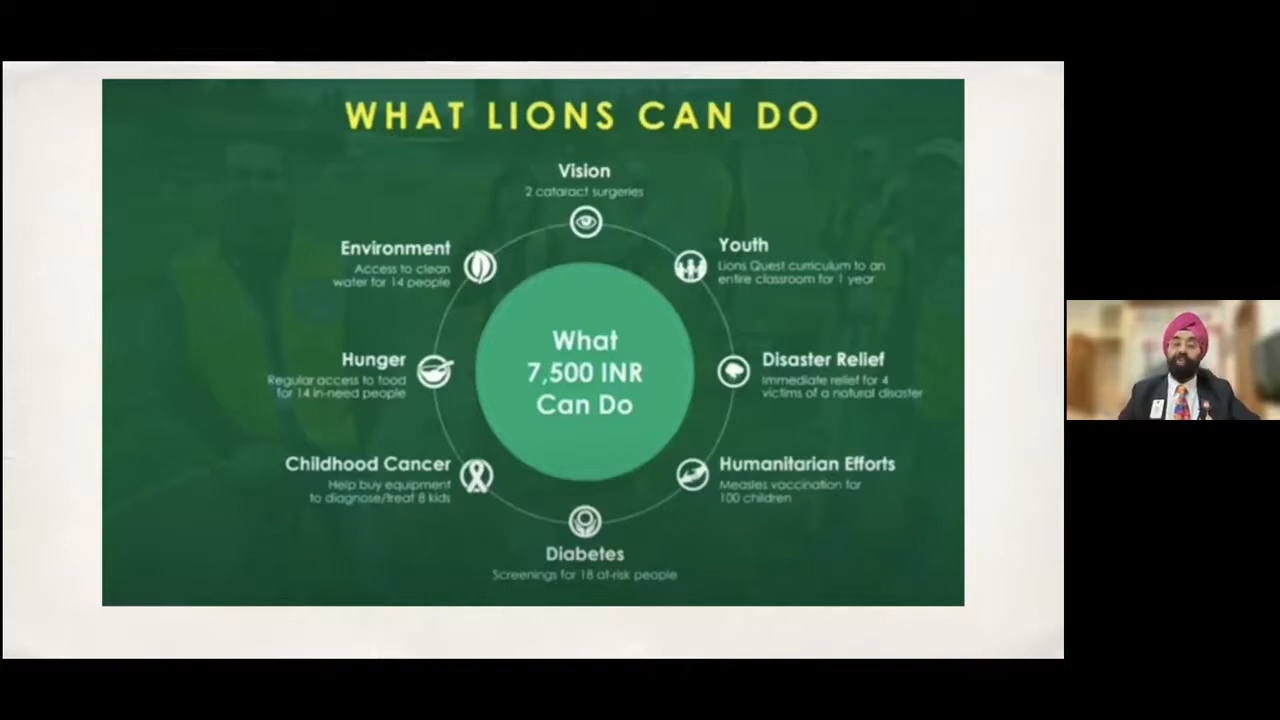 WHAT LIONS CAN DO
Vision
2 cataract surgeries
Environment
Access to clean
water for 14 people
Youth
Lions Quest curriculum to an
entire classroom for 1 year
Hunger
Regular access to food
for 14 in-need people
What
7,500 INR
Can Do
Disaster Relief
Immediate relief for 4
victims of a natural disaster
Childhood Cancer
Help buy equipment
to diagnose/treat 8 kids
Humanitarian Efforts
Measles vaccination for
100 children
Diabetes
Screenings for 18 at-risk people